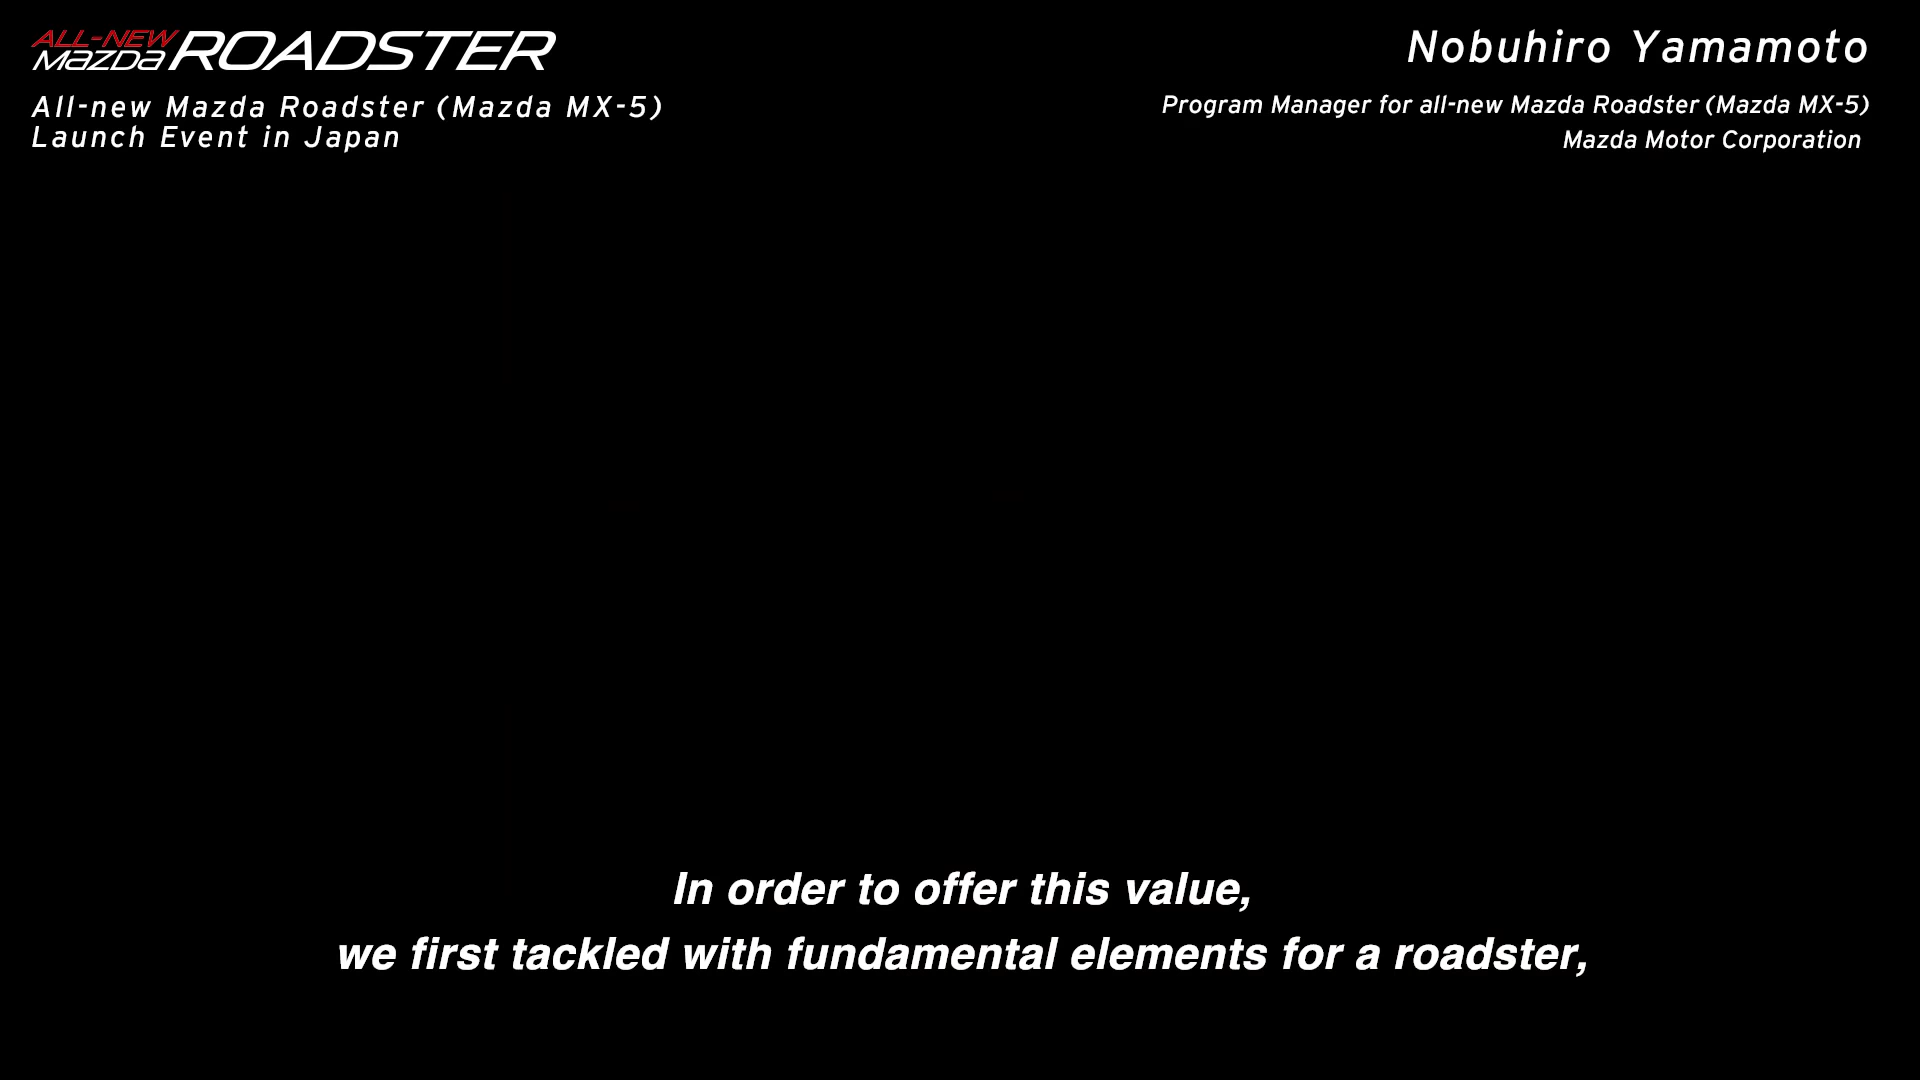 ALL-NEW
mazda ROADSTER
All-new Mazda Roadster (Mazda MX-5)
Launch Event in Japan
Nobuhiro Yamamoto
Program Manager for all-new Mazda Roadster (Mazda MX-5)
Mazda Motor Corporation
In order to offer this value,
we first tackled with fundamental elements for a roadster,